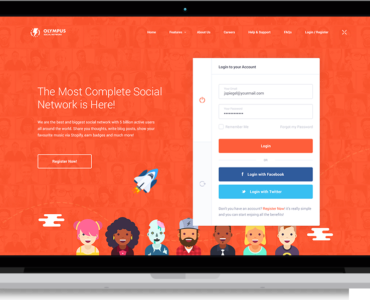 OLYMPUS
Home Features About Us Careers Help & Support FAQs Login / Register
The Most Complete Social
Network is Here!
We are the best and biggest social network with 5 billion active users
all around the world. Share you thoughts, write blog posts, show your
favourite music via Stopify, earn badges and much more!
Register Now!
Login to your Account
Remember Me Forgot my Password
Login
OR
Login with Facebook
Login with Twitter
Don't you have an account? Register Now! It's really simple
and you can start enjoying all the benefits!